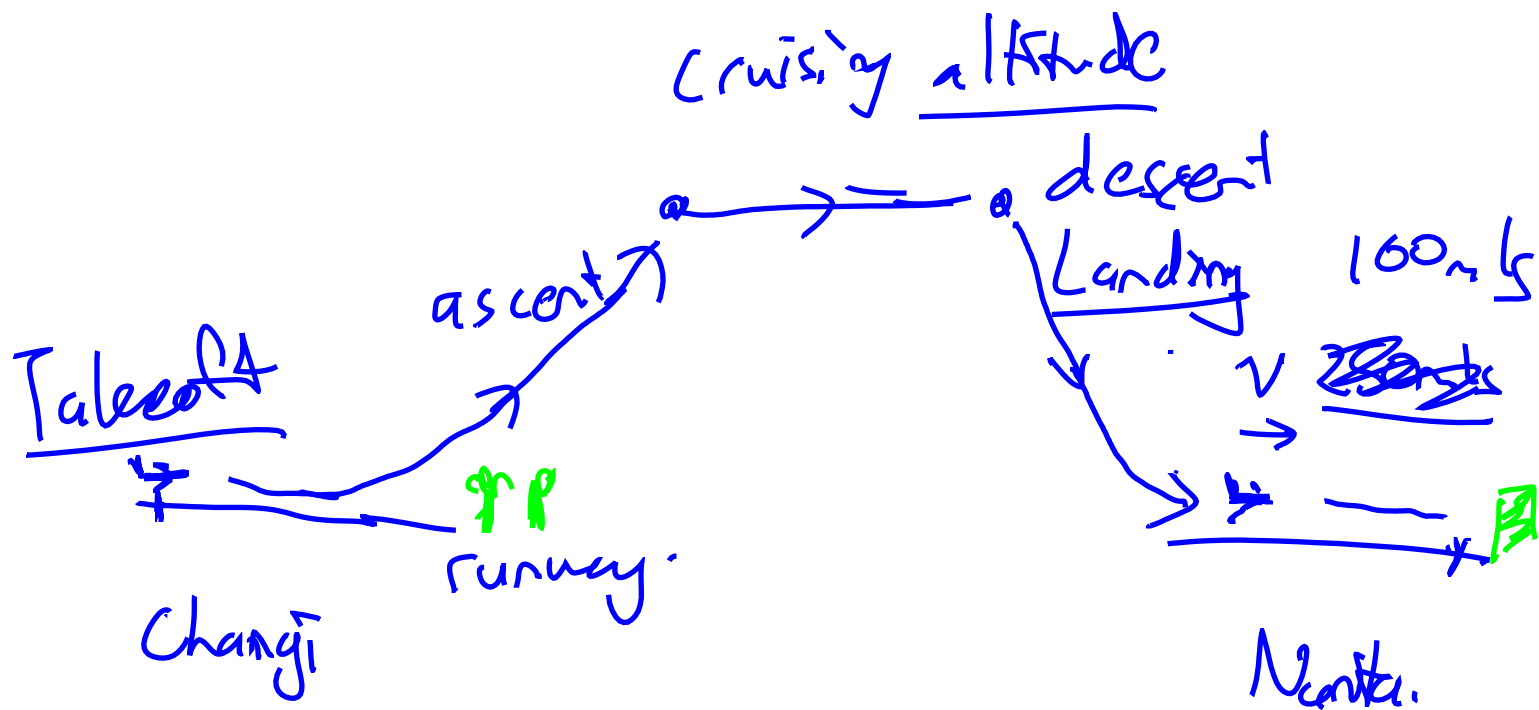 Cruising altitude
descent
Landing
100m/s
ascent
Takeoff
v
runway.
Changi
Narita.